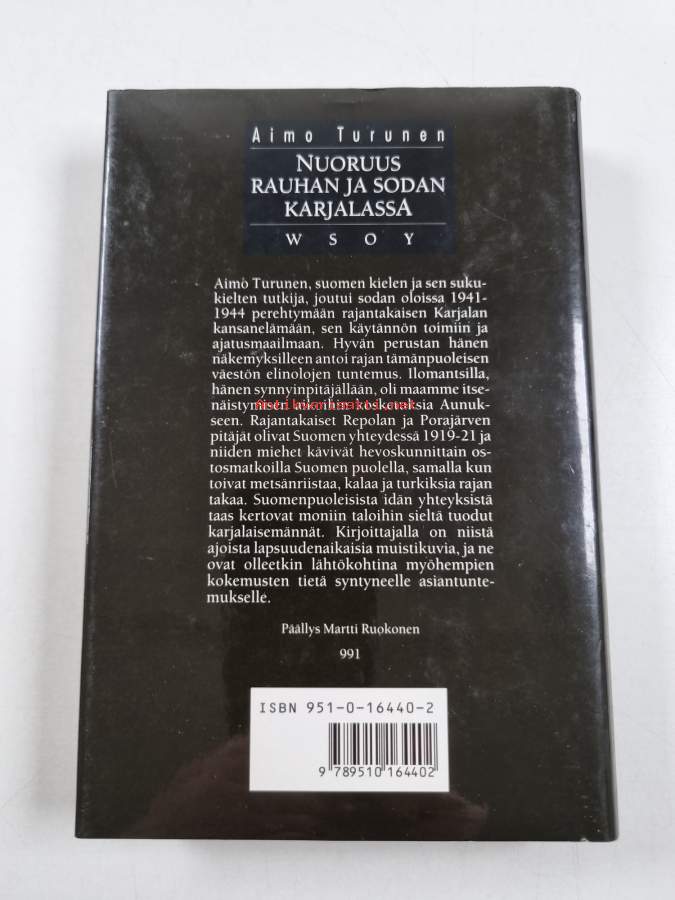 Aimo Turunen
NUORUUS
RAUHAN JA SODAN
KARJALASSA
WSOY
Aimo Turunen, suomen kielen ja sen suku-
kielten tutkija, joutui sodan oloissa 1941-
1944 perehtymään rajantakaisen Karjalan
kansanelämään, sen käytännön toimiin ja
ajatusmaailmaan. Hyvän perustan hänen
näkemyksilleen antoi rajan tämänpuoleisen
väestön elinolojen tuntemus. Ilomantsilla,
hänen synnyinpitäjällään, oli maamme itse-
näistymisen kosketuksia Aunuk-
antikvariaatti.net
seen. Rajantakaiset Repolan ja Porajärven
pitäjät olivat Suomen yhteydessä 1919-21 ja
niiden miehet kävivät hevoskunnittain os-
tosmatkoilla Suomen puolella, samalla kun
toivat metsänriistaa, kalaa ja turkiksia rajan
takaa. Suomenpuoleisista idän yhteyksistä
taas kertovat moniin taloihin sieltä tuodut
karjalaisemännät. Kirjoittajalla on niistä
ajoista lapsuudenaikaisia muistikuvia, ja ne
ovat olleetkin lähtökohtina myöhempien
kokemusten tietä syntyneelle asiantunte-
mukselle.
Päällys Martti Ruokonen
991
ISBN 951-0-16440-2
9 789510 164402